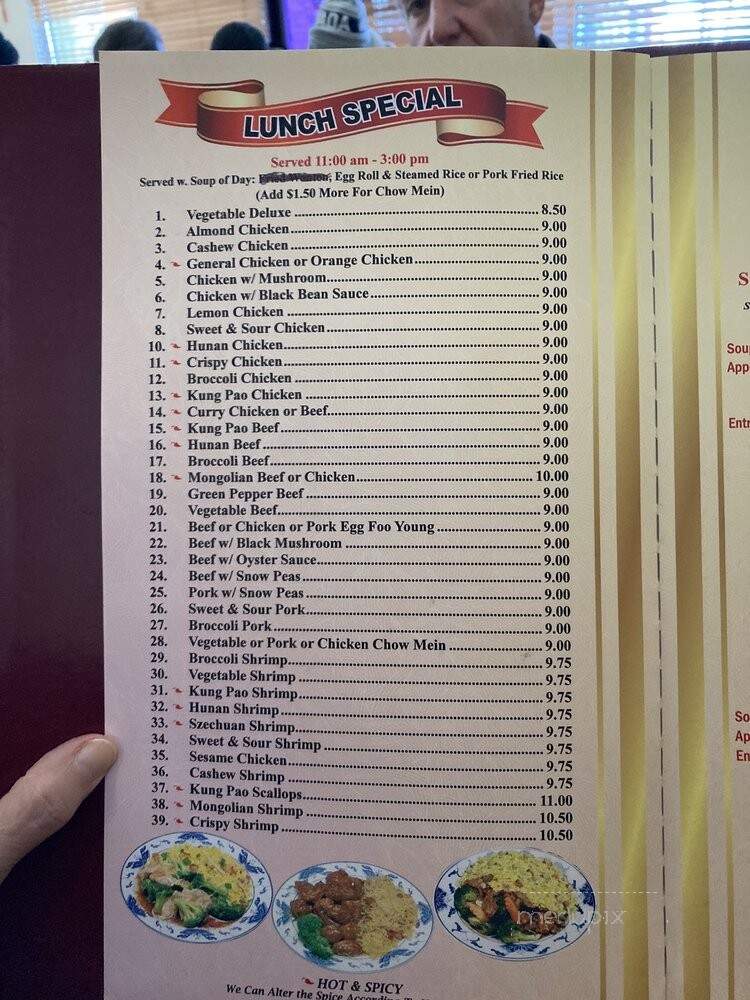 LUNCH SPECIAL
Served 11:00 am - 3:00 pm
Served w. Soup of Day: Fried Wonton, Egg Roll & Steamed Rice or Pork Fried Rice
(Add $1.50 More For Chow Mein)
1. Vegetable Deluxe 8.50
2. Almond Chicken 9.00
3. Cashew Chicken 9.00
4. General Chicken or Orange Chicken 9.00
5. Chicken w/ Mushroom 9.00
6. Chicken w/ Black Bean Sauce 9.00
7. Lemon Chicken 9.00
8. Sweet & Sour Chicken 9.00
10. Hunan Chicken 9.00
11. Crispy Chicken 9.00
12. Broccoli Chicken 9.00
13. Kung Pao Chicken 9.00
14. Curry Chicken or Beef 9.00
15. Kung Pao Beef 9.00
16. Hunan Beef 9.00
17. Broccoli Beef 9.00
18. Mongolian Beef or Chicken 10.00
19. Green Pepper Beef 9.00
20. Vegetable Beef 9.00
21. Beef or Chicken or Pork Egg Foo Young 9.00
22. Beef w/ Black Mushroom 9.00
23. Beef w/ Oyster Sauce 9.00
24. Beef w/ Snow Peas 9.00
25. Pork w/ Snow Peas 9.00
26. Sweet & Sour Pork 9.00
27. Broccoli Pork 9.00
28. Vegetable or Pork or Chicken Chow Mein 9.00
29. Broccoli Shrimp 9.75
30. Vegetable Shrimp 9.75
31. Kung Pao Shrimp 9.75
32. Hunan Shrimp 9.75
33. Szechuan Shrimp 9.75
34. Sweet & Sour Shrimp 9.75
35. Sesame Chicken 9.75
36. Cashew Shrimp 9.75
37. Kung Pao Scallops 11.00
38. Mongolian Shrimp 10.50
39. Crispy Shrimp 10.50
menupix
HOT & SPICY
We Can Alter the Spice According
S
s
Soup
App
Entr
So
Ap
En